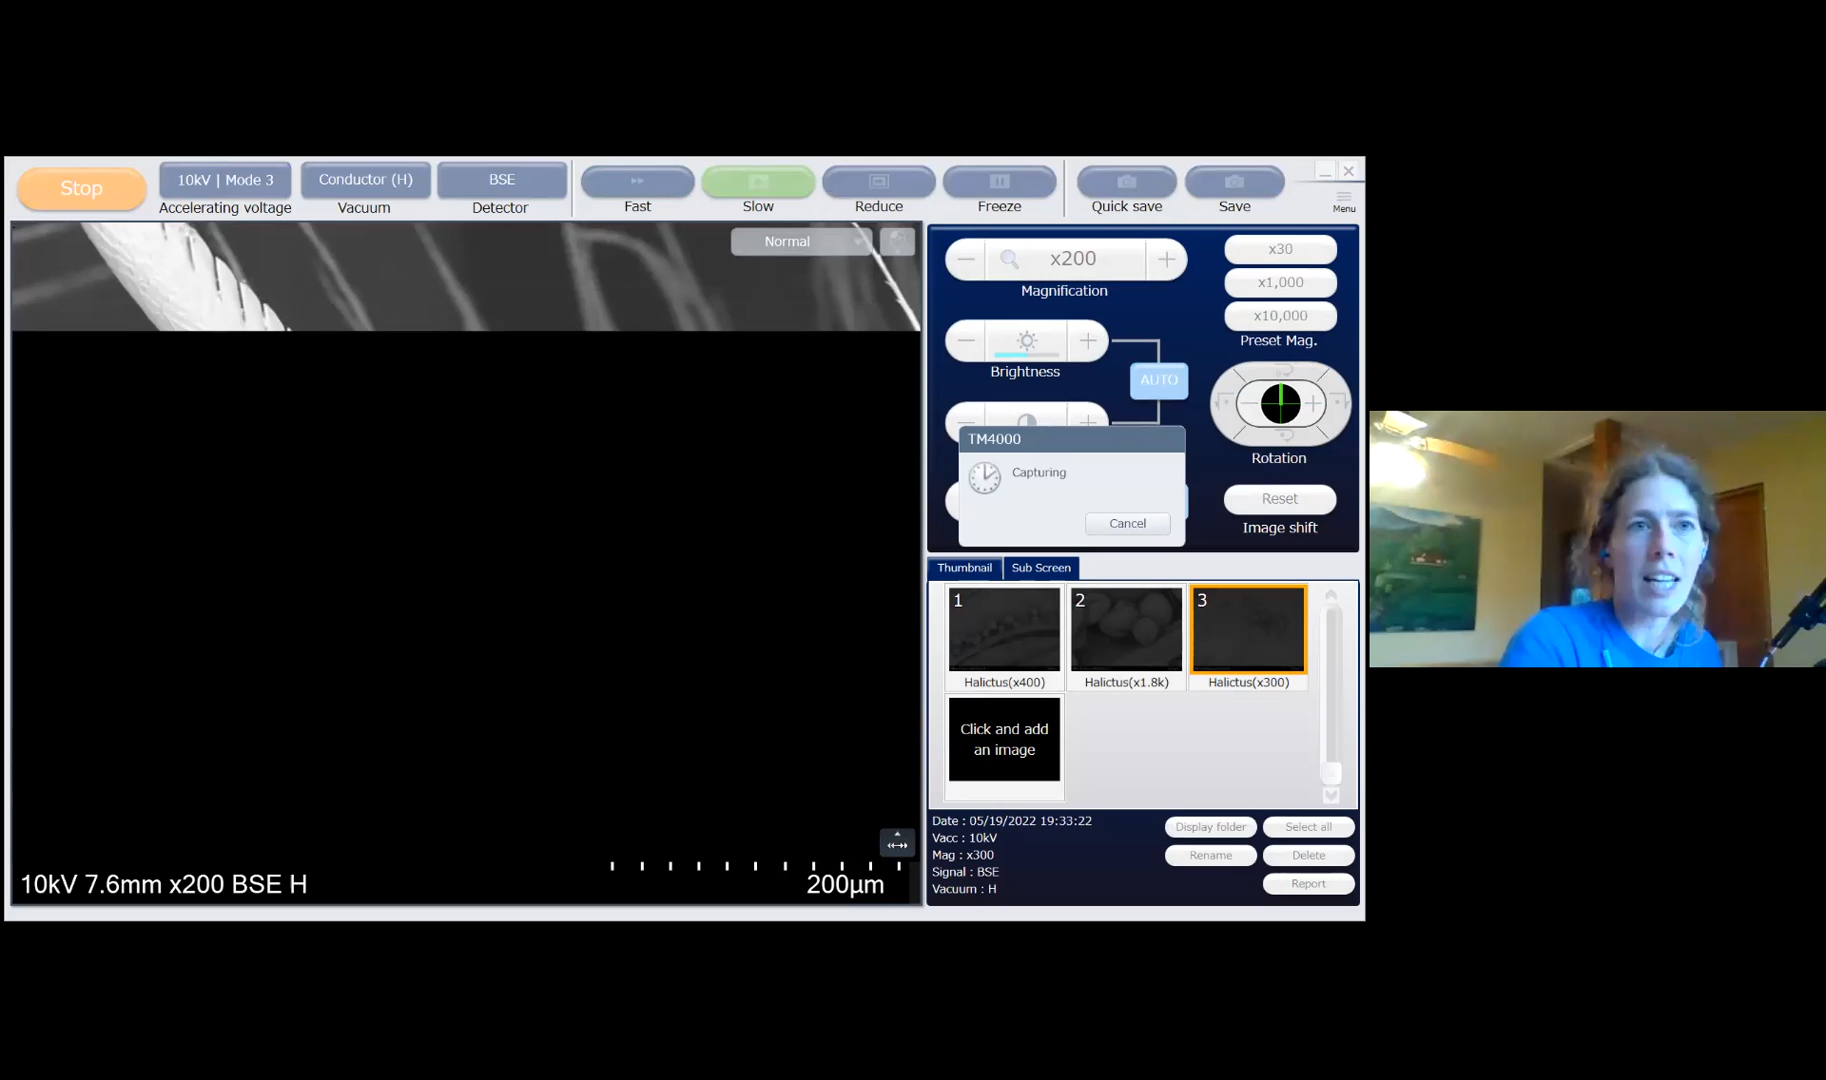 Stop
10kV | Mode 3
Accelerating voltage
Conductor (H)
Vacuum
BSE
Detector
Fast
Slow
Reduce
Freeze
Quick save
Save
Menu
Normal
x200
Magnification
Brightness
AUTO
x30
x1,000
x10,000
Preset Mag.
Rotation
Reset
Image shift
TM4000
Capturing
Cancel
Thumbnail
Sub Screen
1
2
3
Halictus(x400)
Halictus(x1.8k)
Halictus(x300)
Click and add
an image
Date : 05/19/2022 19:33:22
Vacc : 10kV
Mag : x300
Signal : BSE
Vacuum : H
Display folder
Select all
Rename
Delete
Report
10kV 7.6mm x200 BSE H
200µm